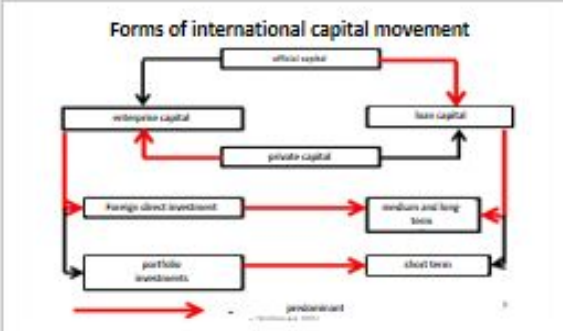 Forms of international capital movement
official capital
enterprise capital
loan capital
private capital
Foreign direct investment
medium and long
term
portfolio
investments
short term
- predominant